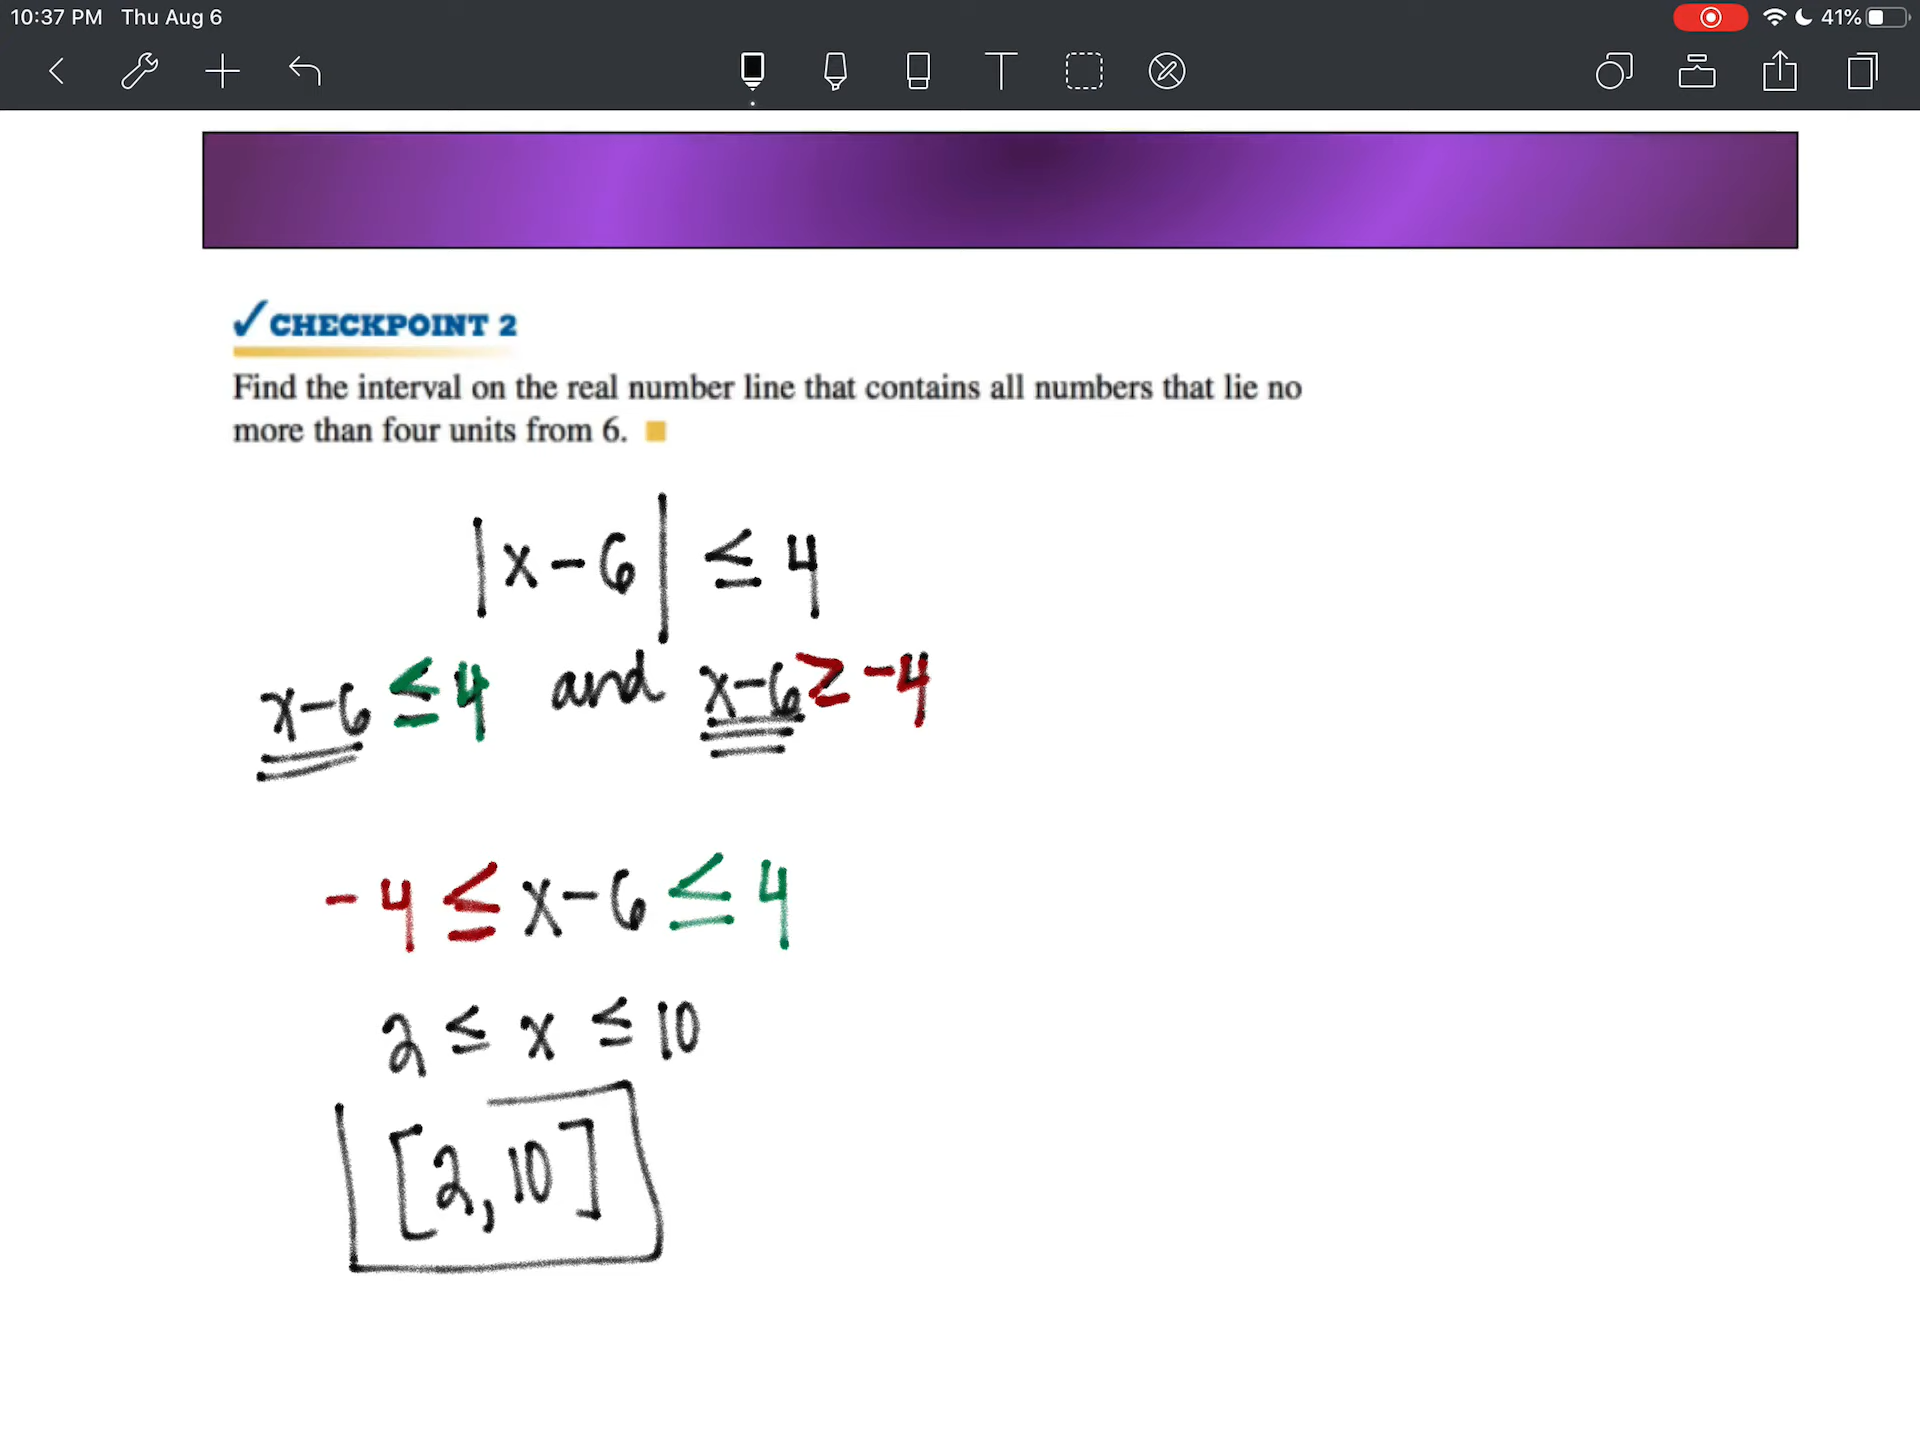 10:37 PM Thu Aug 6 41%
✓CHECKPOINT 2
Find the interval on the real number line that contains all numbers that lie no
more than four units from 6.
|x-6| ≤ 4
x-6 ≤ 4 and x-6 ≥ -4
-4 ≤ x-6 ≤ 4
2 ≤ x ≤ 10
[2, 10]